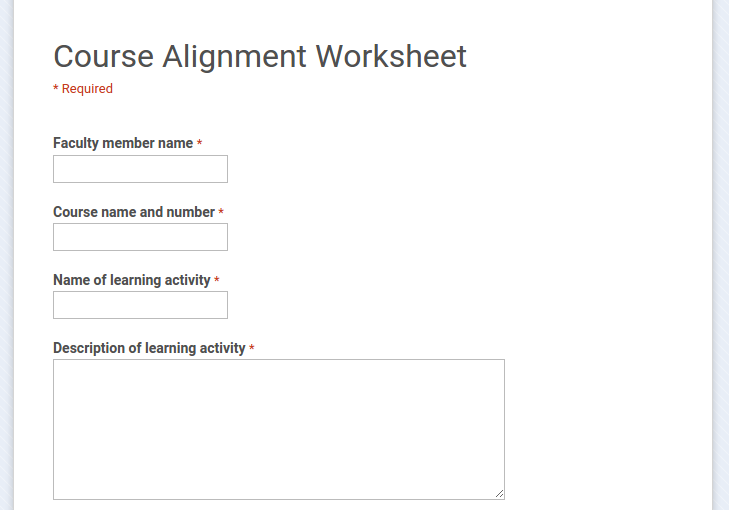 Course Alignment Worksheet
* Required
Faculty member name *
Course name and number *
Name of learning activity *
Description of learning activity *